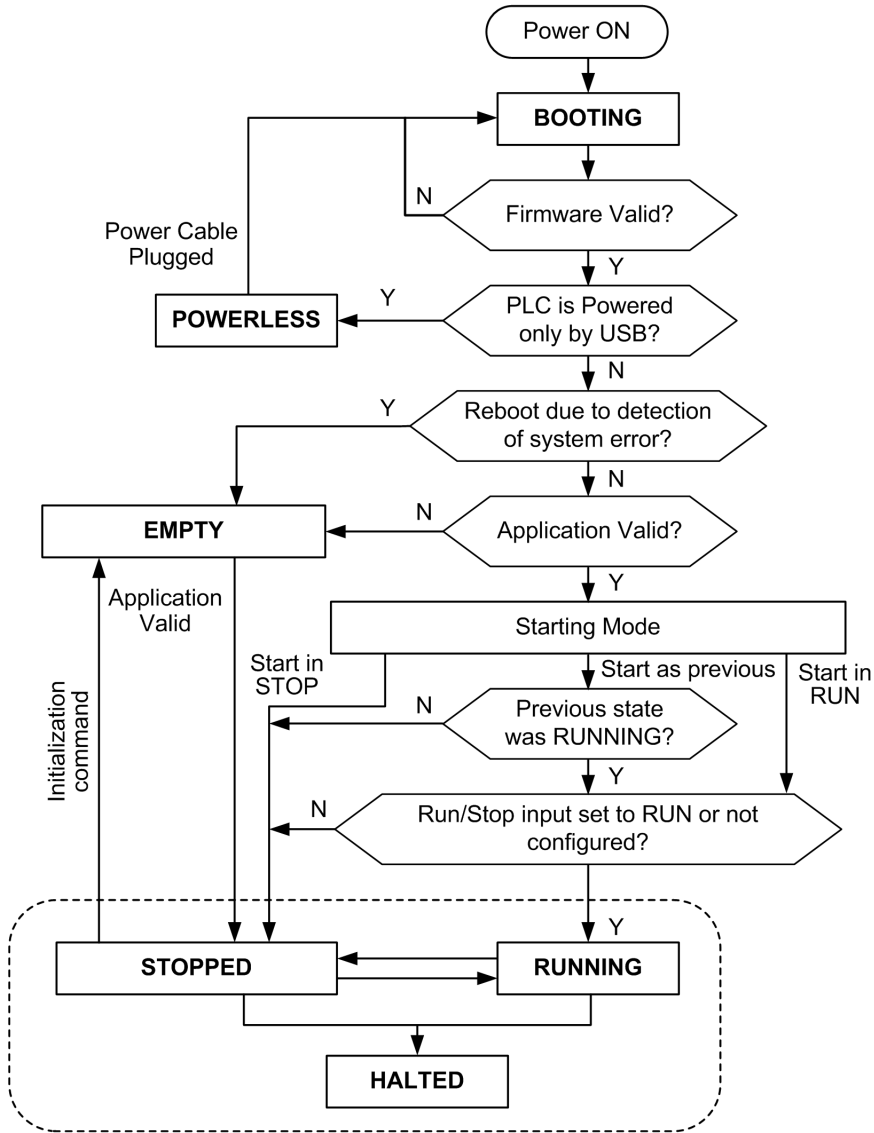 Power ON
BOOTING
N
Firmware Valid?
Power Cable
Plugged
Y
Y
PLC is Powered
only by USB?
POWERLESS
N
Y
Reboot due to detection
of system error?
N
N
EMPTY
Application Valid?
Y
Application
Valid
Starting Mode
Start in
STOP
Start as previous
Start in
RUN
N
Previous state
was RUNNING?
Initialization
command
Y
N
Run/Stop input set to RUN or not
configured?
Y
STOPPED
RUNNING
HALTED